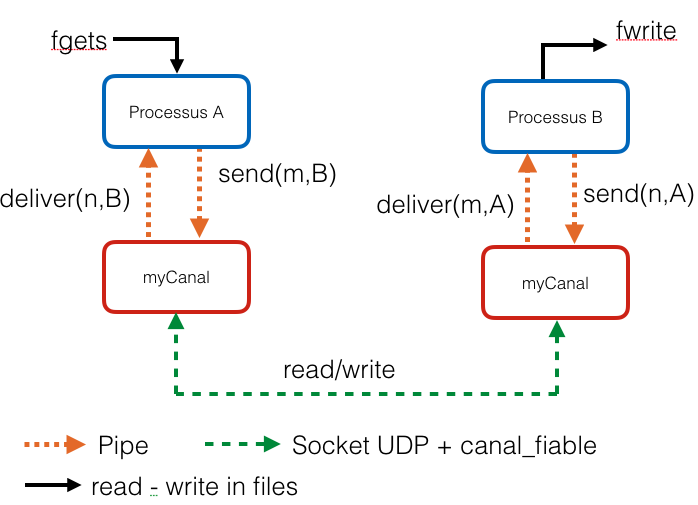 fgets
fwrite
Processus A
Processus B
deliver(n,B)
send(m,B)
deliver(m,A)
send(n,A)
myCanal
myCanal
read/write
Pipe
Socket UDP + canal_fiable
read - write in files